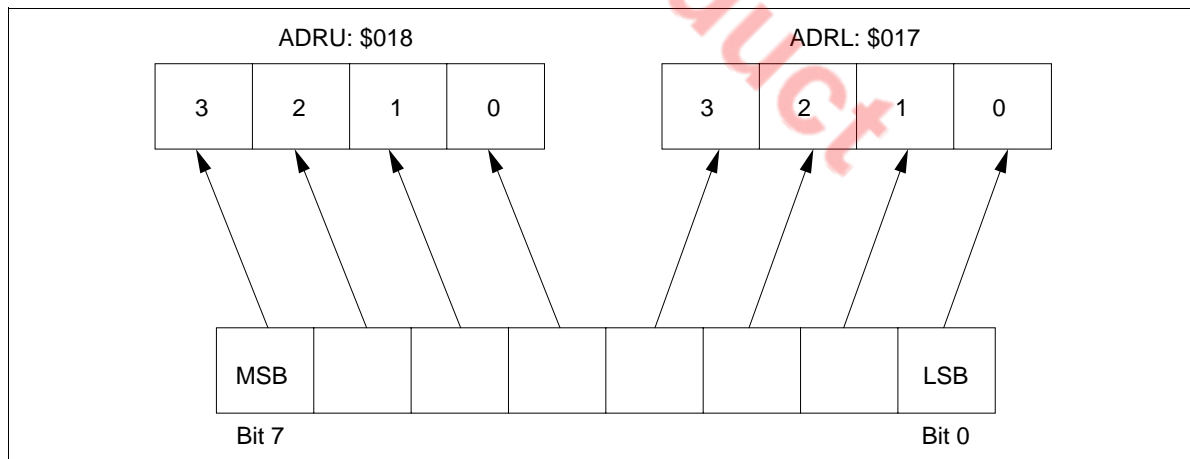 ADRU: $018 ADRL: $017
3 2 1 0 3 2 1 0
MSB LSB
Bit 7 Bit 0